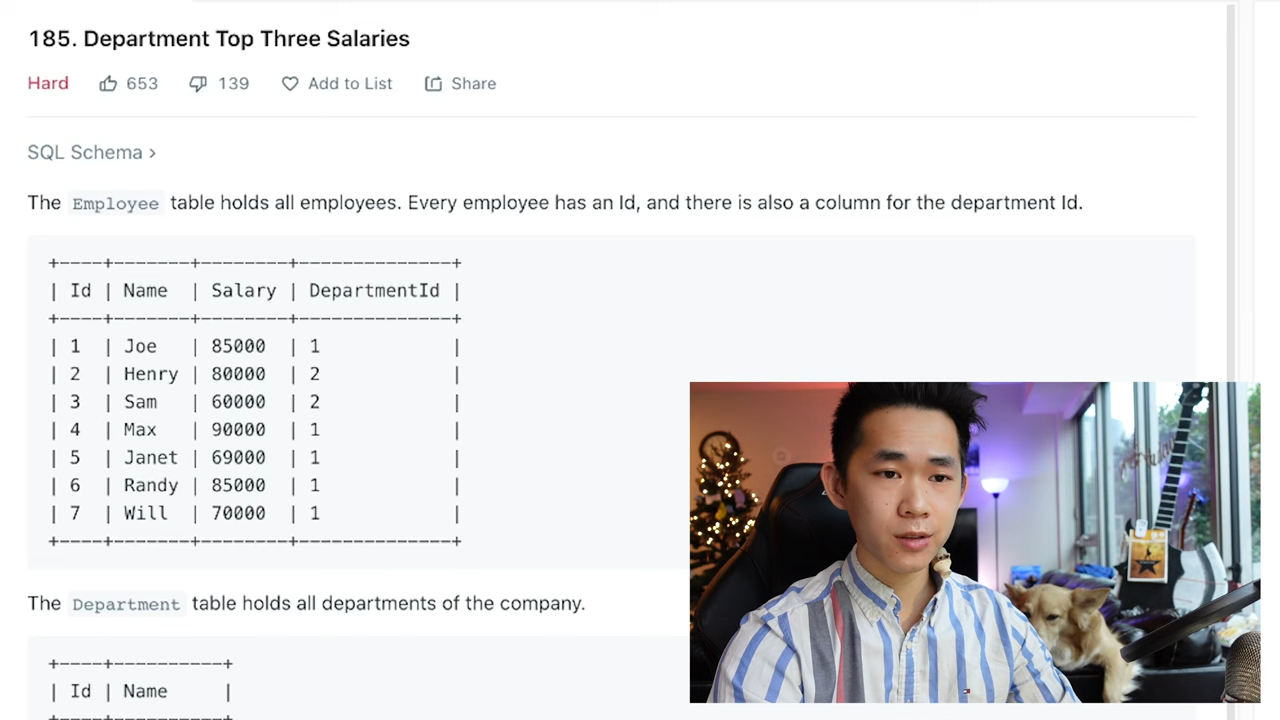 185. Department Top Three Salaries
Hard 653 139 Add to List Share
SQL Schema >
The Employee table holds all employees. Every employee has an Id, and there is also a column for the department Id.
+----+-------+--------+--------------+
| Id | Name | Salary | DepartmentId |
+----+-------+--------+--------------+
| 1 | Joe | 85000 | 1 |
| 2 | Henry | 80000 | 2 |
| 3 | Sam | 60000 | 2 |
| 4 | Max | 90000 | 1 |
| 5 | Janet | 69000 | 1 |
| 6 | Randy | 85000 | 1 |
| 7 | Will | 70000 | 1 |
+----+-------+--------+--------------+
The Department table holds all departments of the company.
+----+----------+
| Id | Name |
+----+----------+